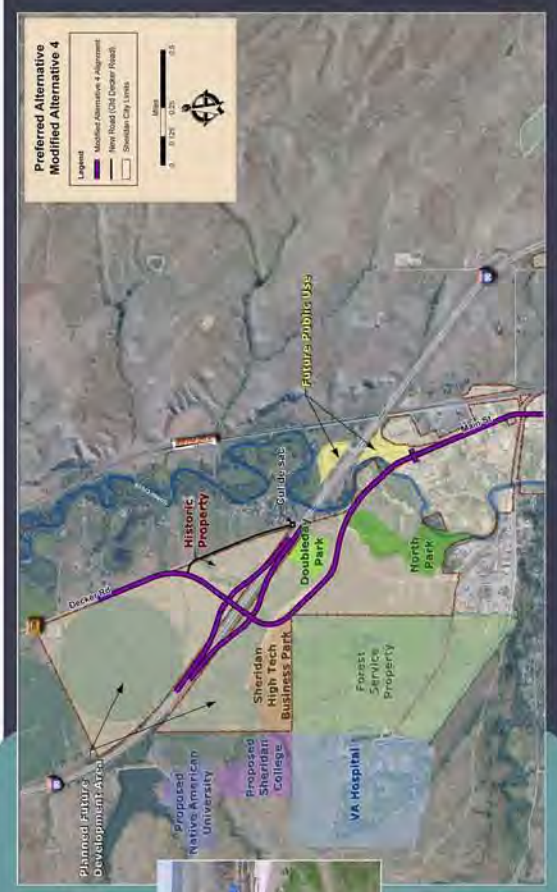 Preferred Alternative
Modified Alternative 4
Legend
Modified Alternative 4 Alignment
New Road (Old Decker Road)
Sheridan City Limits
Miles
0 0.125 0.25 0.5
Planned Future
Development Area
Decker Rd
Historic
Property
Cul-de-sac
Future Public Use
Proposed
Native American
University
Proposed
Sheridan
College
Sheridan
High Tech
Business Park
Doubleday
Park
Main St
VA Hospital
Forest
Service
Property
North
Park